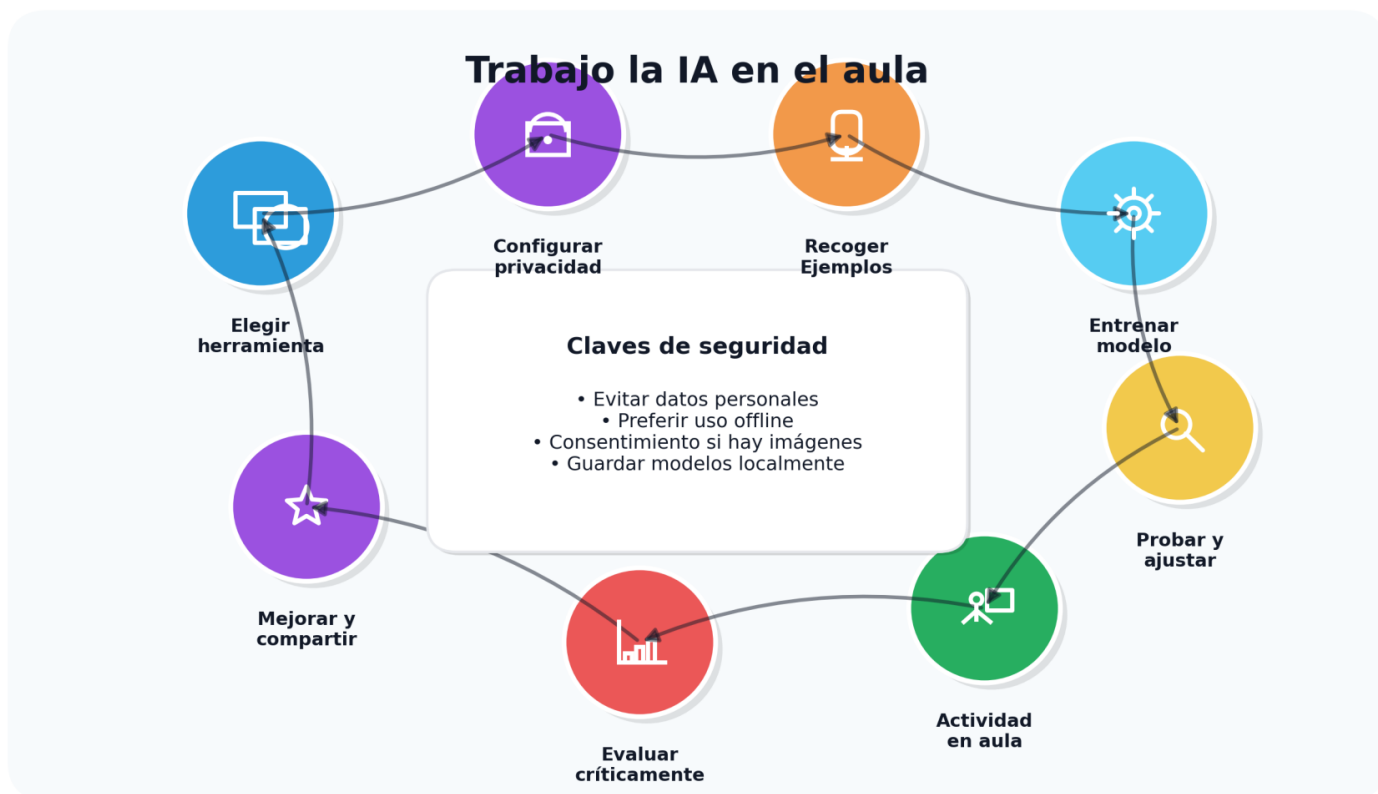 Trabajo la IA en el aula
Configurar
privacidad
Recoger
Ejemplos
Elegir
herramienta
Entrenar
modelo
Claves de seguridad
• Evitar datos personales
• Preferir uso offline
• Consentimiento si hay imágenes
• Guardar modelos localmente
Probar y
ajustar
Mejorar y
compartir
Actividad
en aula
Evaluar
críticamente